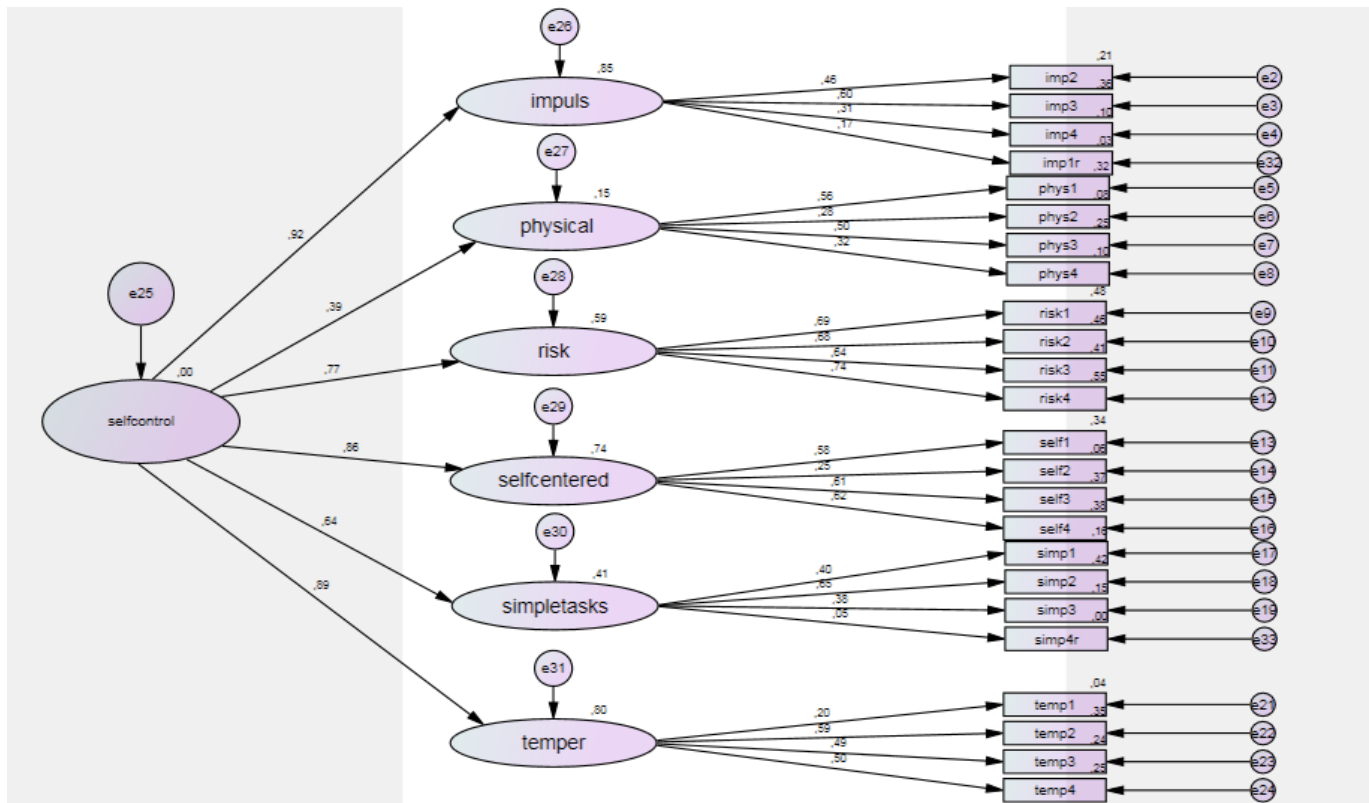 e26
,85
impuls
,46
,60
,31
,17
,21
imp2
,36
imp3
,10
imp4
,03
imp1r
e2
e3
e4
e32
e27
,15
physical
,56
,28
,50
,32
,32
phys1
,08
phys2
,25
phys3
,10
phys4
e5
e6
e7
e8
,92
e25
,39
e28
,59
risk
,69
,68
,64
,74
,48
risk1
,46
risk2
,41
risk3
,55
risk4
e9
e10
e11
e12
,00
selfcontrol
,77
e29
,74
selfcentered
,58
,25
,61
,62
,34
self1
,06
self2
,37
self3
,38
self4
e13
e14
e15
e16
,86
e30
,41
simpletasks
,40
,65
,38
,05
,16
simp1
,42
simp2
,15
simp3
,00
simp4r
e17
e18
e19
e33
,64
,89
e31
,80
temper
,20
,59
,49
,50
,04
temp1
,35
temp2
,24
temp3
,25
temp4
e21
e22
e23
e24